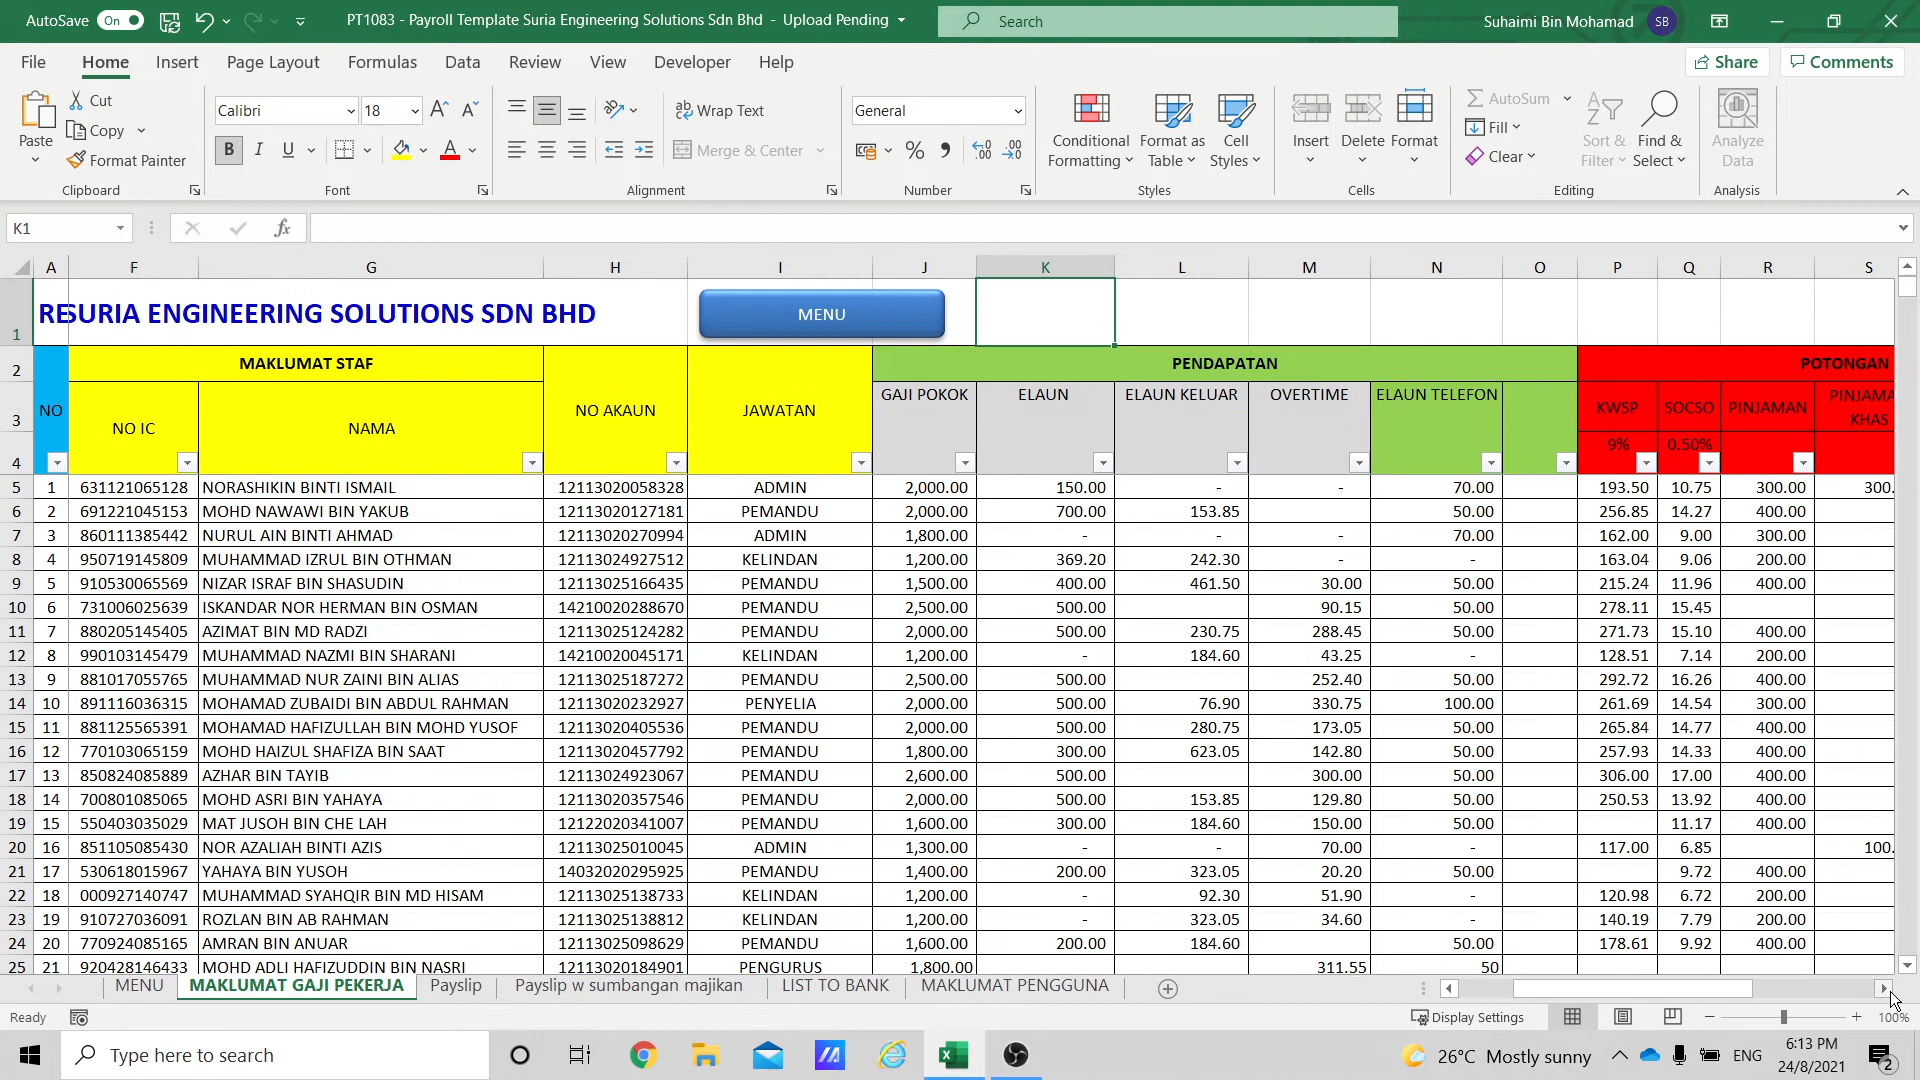 AutoSave On PT1083 - Payroll Template Suria Engineering Solutions Sdn Bhd - Upload Pending Search Suhaimi Bin Mohamad SB
File Home Insert Page Layout Formulas Data Review View Developer Help Share Comments
Paste Cut Copy Format Painter Clipboard
Calibri 18 B I U Font
Wrap Text Merge & Center Alignment
General % Number
Conditional Formatting Format as Table Cell Styles Styles
Insert Delete Format Cells
AutoSum Fill Clear Sort & Filter Find & Select Editing
Analyze Data Analysis
K1 fx
A F G H I J K L M N O P Q R S
1 RESURIA ENGINEERING SOLUTIONS SDN BHD MENU
2 MAKLUMAT STAF PENDAPATAN POTONGAN
3 NO NO IC NAMA NO AKAUN JAWATAN GAJI POKOK ELAUN ELAUN KELUAR OVERTIME ELAUN TELEFON KWSP SOCSO PINJAMAN PINJAMA KHAS
4 9% 0.50%
5 1 631121065128 NORASHIKIN BINTI ISMAIL 12113020058328 ADMIN 2,000.00 150.00 - - 70.00 193.50 10.75 300.00 300.
6 2 691221045153 MOHD NAWAWI BIN YAKUB 12113020127181 PEMANDU 2,000.00 700.00 153.85 50.00 256.85 14.27 400.00
7 3 860111385442 NURUL AIN BINTI AHMAD 12113020270994 ADMIN 1,800.00 - - - 70.00 162.00 9.00 300.00
8 4 950719145809 MUHAMMAD IZRUL BIN OTHMAN 12113024927512 KELINDAN 1,200.00 369.20 242.30 - - 163.04 9.06 200.00
9 5 910530065569 NIZAR ISRAF BIN SHASUDIN 12113025166435 PEMANDU 1,500.00 400.00 461.50 30.00 50.00 215.24 11.96 400.00
10 6 731006025639 ISKANDAR NOR HERMAN BIN OSMAN 14210020288670 PEMANDU 2,500.00 500.00 90.15 50.00 278.11 15.45
11 7 880205145405 AZIMAT BIN MD RADZI 12113025124282 PEMANDU 2,000.00 500.00 230.75 288.45 50.00 271.73 15.10 400.00
12 8 990103145479 MUHAMMAD NAZMI BIN SHARANI 14210020045171 KELINDAN 1,200.00 - 184.60 43.25 - 128.51 7.14 200.00
13 9 881017055765 MUHAMMAD NUR ZAINI BIN ALIAS 12113025187272 PEMANDU 2,500.00 500.00 252.40 50.00 292.72 16.26 400.00
14 10 891116036315 MOHAMAD ZUBAIDI BIN ABDUL RAHMAN 12113020232927 PENYELIA 2,000.00 500.00 76.90 330.75 100.00 261.69 14.54 300.00
15 11 881125565391 MOHAMAD HAFIZULLAH BIN MOHD YUSOF 12113020405536 PEMANDU 2,000.00 500.00 280.75 173.05 50.00 265.84 14.77 400.00
16 12 770103065159 MOHD HAIZUL SHAFIZA BIN SAAT 12113020457792 PEMANDU 1,800.00 300.00 623.05 142.80 50.00 257.93 14.33 400.00
17 13 850824085889 AZHAR BIN TAYIB 12113024923067 PEMANDU 2,600.00 500.00 300.00 50.00 306.00 17.00 400.00
18 14 700801085065 MOHD ASRI BIN YAHAYA 12113020357546 PEMANDU 2,000.00 500.00 153.85 129.80 50.00 250.53 13.92 400.00
19 15 550403035029 MAT JUSOH BIN CHE LAH 12122020341007 PEMANDU 1,600.00 300.00 184.60 150.00 50.00 11.17 400.00
20 16 851105085430 NOR AZALIAH BINTI AZIS 12113025010045 ADMIN 1,300.00 - - 70.00 - 117.00 6.85 100.
21 17 530618015967 YAHAYA BIN YUSOH 14032020295925 PEMANDU 1,400.00 200.00 323.05 20.20 50.00 9.72 400.00
22 18 000927140747 MUHAMMAD SYAHQIR BIN MD HISAM 12113025138733 KELINDAN 1,200.00 - 92.30 51.90 - 120.98 6.72 200.00
23 19 910727036091 ROZLAN BIN AB RAHMAN 12113025138812 KELINDAN 1,200.00 - 323.05 34.60 - 140.19 7.79 200.00
24 20 770924085165 AMRAN BIN ANUAR 12113025098629 PEMANDU 1,600.00 200.00 184.60 50.00 178.61 9.92 400.00
25 21 920428146433 MOHD ADLI HAFIZUDDIN BIN NASRI 12113020184901 PENGURUS 1,800.00 311.55 50
MENU MAKLUMAT GAJI PEKERJA Payslip Payslip w sumbangan majikan LIST TO BANK MAKLUMAT PENGGUNA
Ready Display Settings 100%
Type here to search 26°C Mostly sunny ENG 6:13 PM 24/8/2021 2